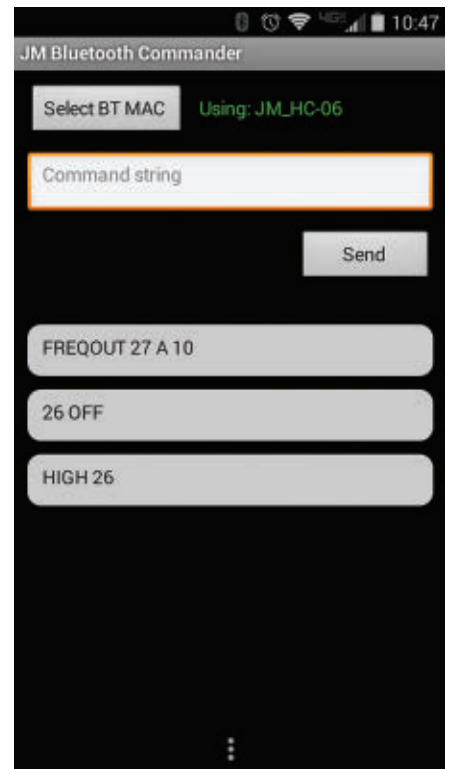 4G 10:47
JM Bluetooth Commander
Select BT MAC Using: JM_HC-06
Command string
Send
FREQOUT 27 A 10
26 OFF
HIGH 26